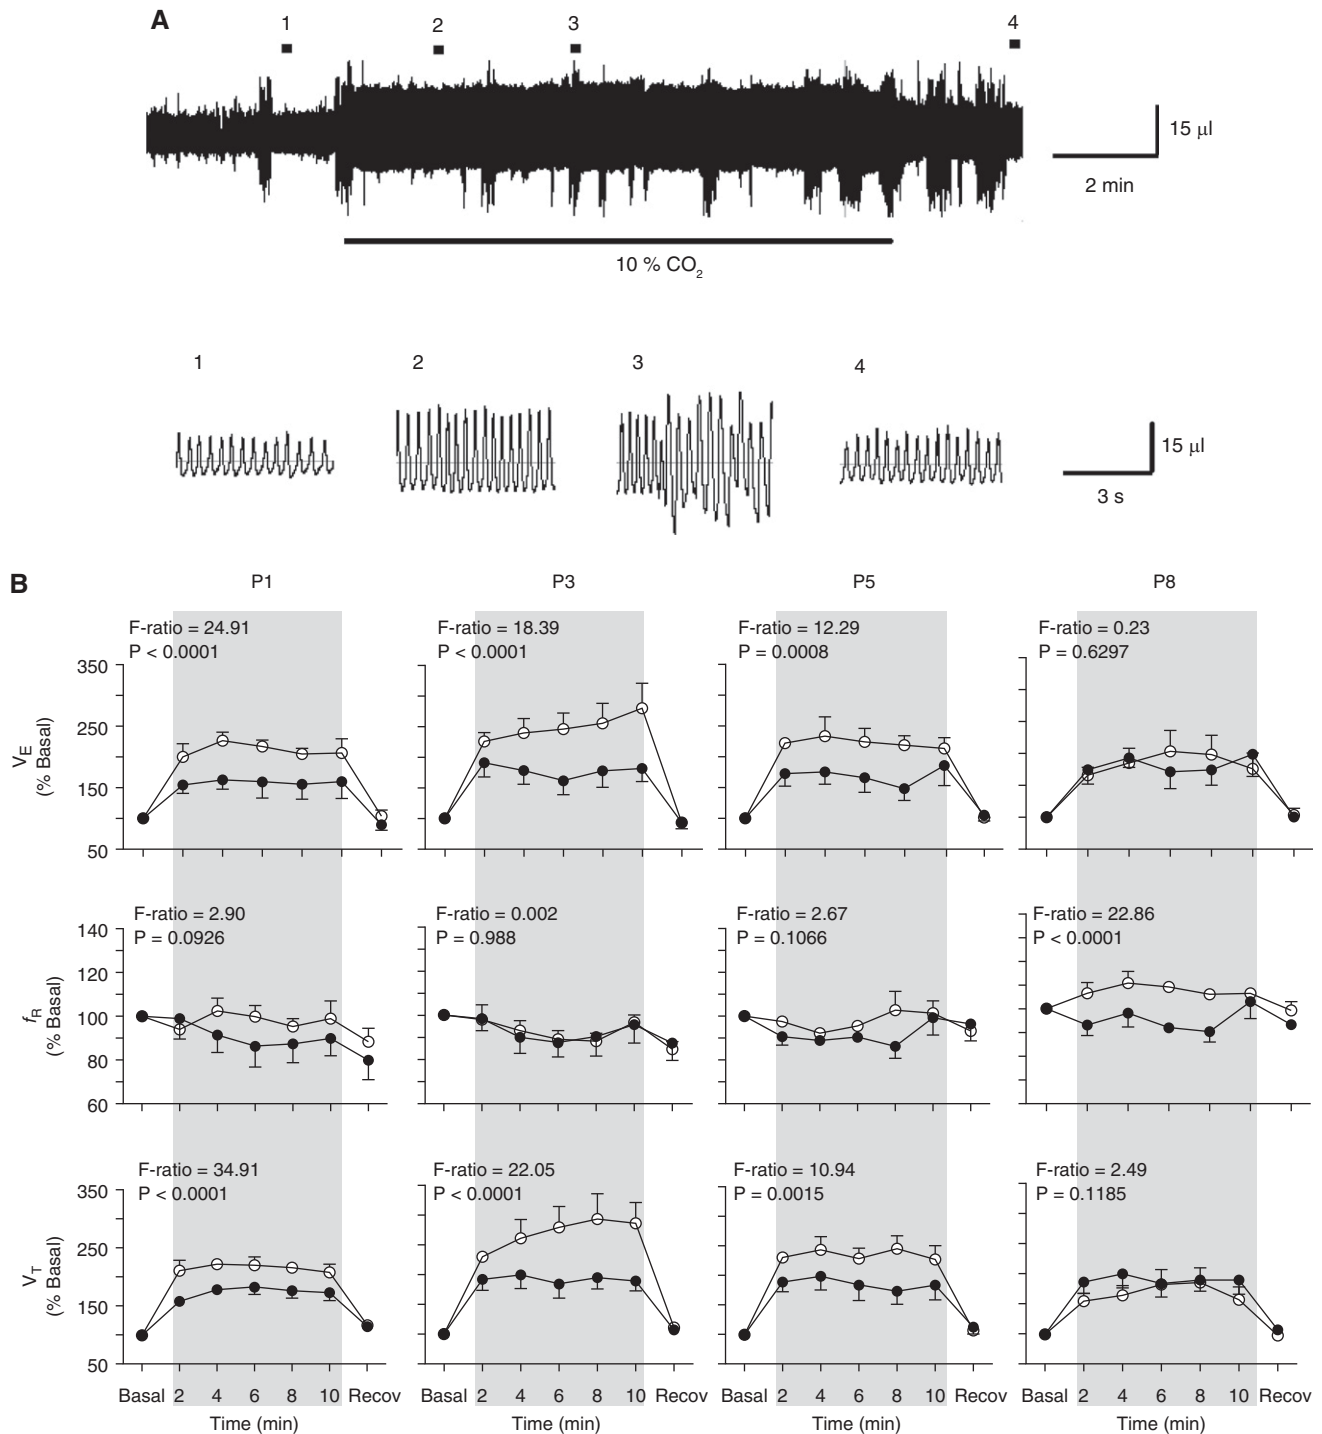 A
1 2 3 4
15 µl
2 min
10 % CO2
1 2 3 4
15 µl
3 s
B
P1 P3 P5 P8
F-ratio = 24.91
P < 0.0001
F-ratio = 18.39
P < 0.0001
F-ratio = 12.29
P = 0.0008
F-ratio = 0.23
P = 0.6297
VE
(% Basal)
350
250
150
50
F-ratio = 2.90
P = 0.0926
F-ratio = 0.002
P = 0.988
F-ratio = 2.67
P = 0.1066
F-ratio = 22.86
P < 0.0001
fR
(% Basal)
140
120
100
80
60
F-ratio = 34.91
P < 0.0001
F-ratio = 22.05
P < 0.0001
F-ratio = 10.94
P = 0.0015
F-ratio = 2.49
P = 0.1185
VT
(% Basal)
350
250
150
50
Basal 2 4 6 8 10 Recov Basal 2 4 6 8 10 Recov Basal 2 4 6 8 10 Recov Basal 2 4 6 8 10 Recov
Time (min) Time (min) Time (min) Time (min)